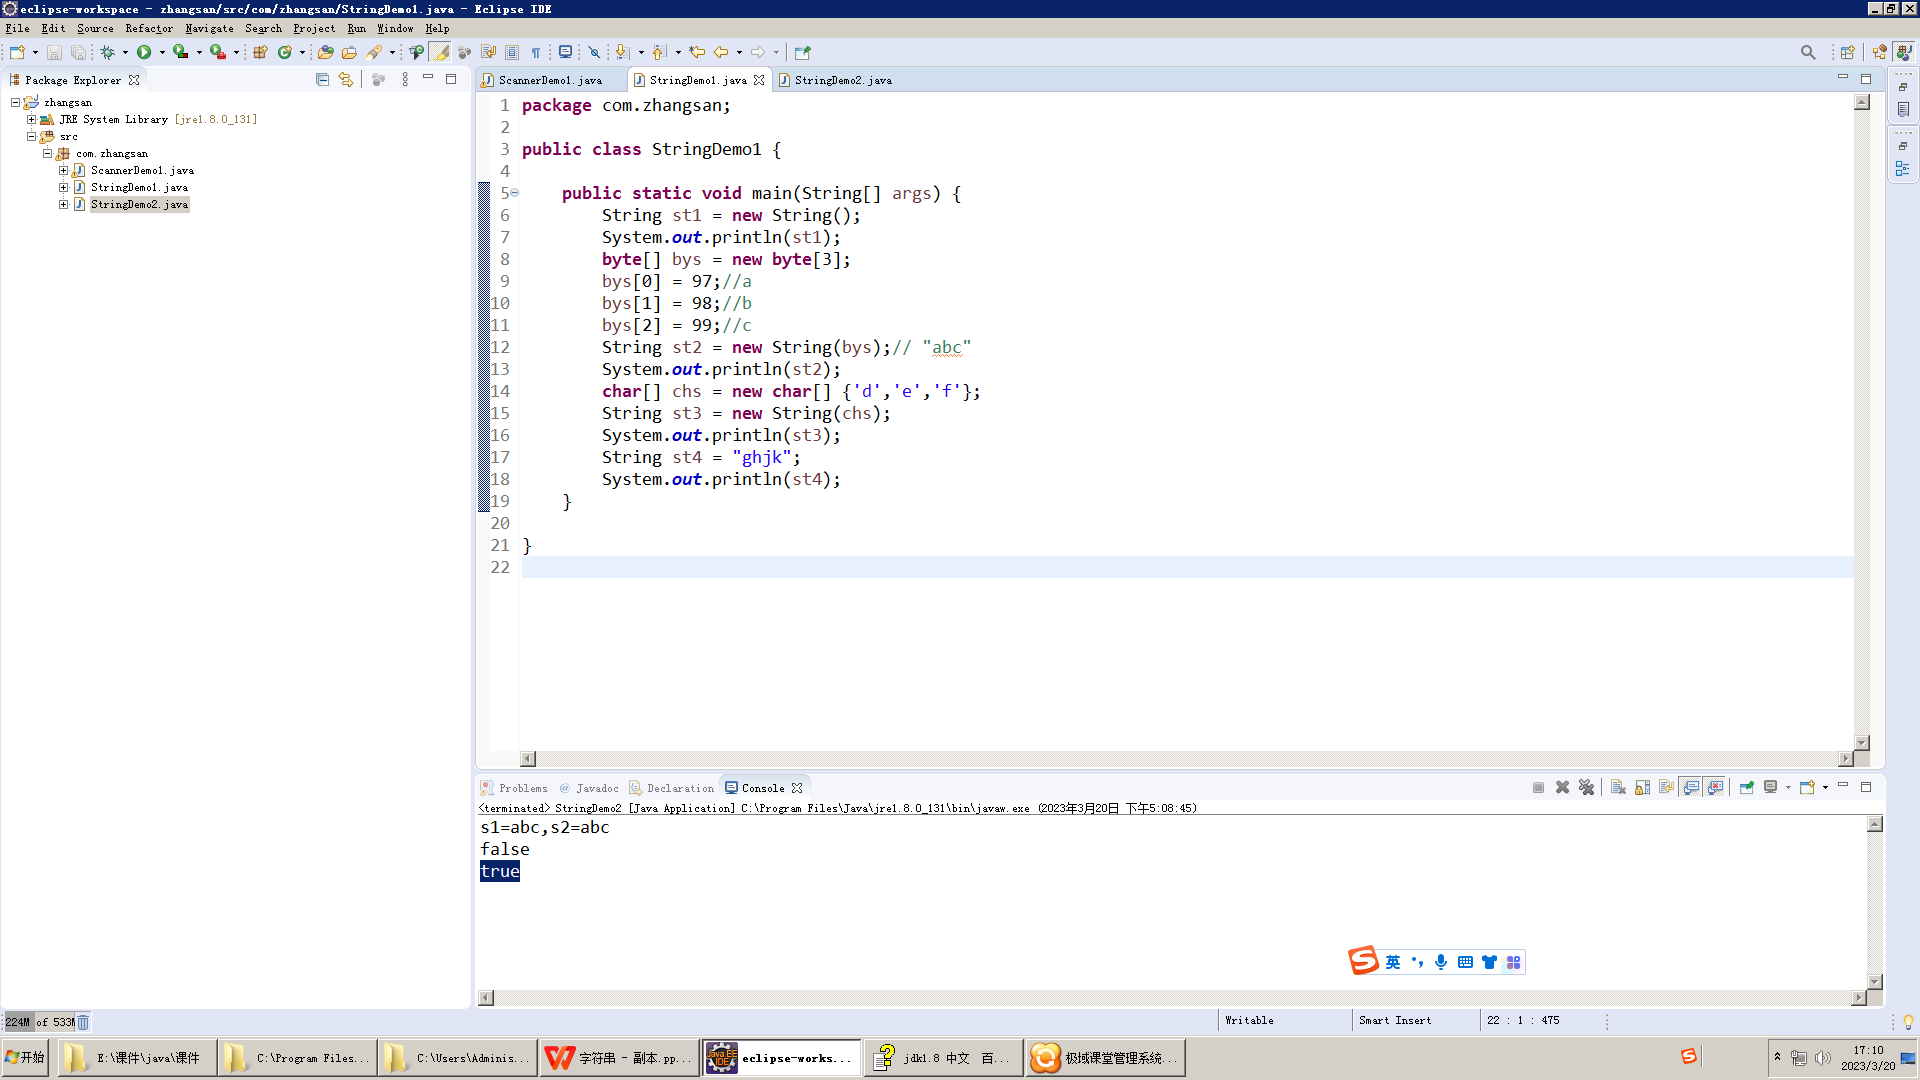 eclipse-workspace - zhangsan/src/com/zhangsan/StringDemo1.java - Eclipse IDE
File Edit Source Refactor Navigate Search Project Run Window Help
Package Explorer
zhangsan
JRE System Library [jre1.8.0_131]
src
com.zhangsan
ScannerDemo1.java
StringDemo1.java
StringDemo2.java
ScannerDemo1.java StringDemo1.java StringDemo2.java
1 package com.zhangsan;
2
3 public class StringDemo1 {
4
5 public static void main(String[] args) {
6 String st1 = new String();
7 System.out.println(st1);
8 byte[] bys = new byte[3];
9 bys[0] = 97;//a
10 bys[1] = 98;//b
11 bys[2] = 99;//c
12 String st2 = new String(bys);// "abc"
13 System.out.println(st2);
14 char[] chs = new char[] {'d','e','f'};
15 String st3 = new String(chs);
16 System.out.println(st3);
17 String st4 = "ghjk";
18 System.out.println(st4);
19 }
20
21 }
22
Problems @ Javadoc Declaration Console
<terminated> StringDemo2 [Java Application] C:\Program Files\Java\jre1.8.0_131\bin\javaw.exe (2023年3月20日 下午5:08:45)
s1=abc,s2=abc
false
true
英
224M of 533M
Writable Smart Insert 22 : 1 : 475
开始 E:\课件\java\课件 C:\Program Files... C:\Users\Adminis... 字符串 - 副本.pp... eclipse-works... jdk1.8 中文 百... 极域课堂管理系统...
17:10
2023/3/20